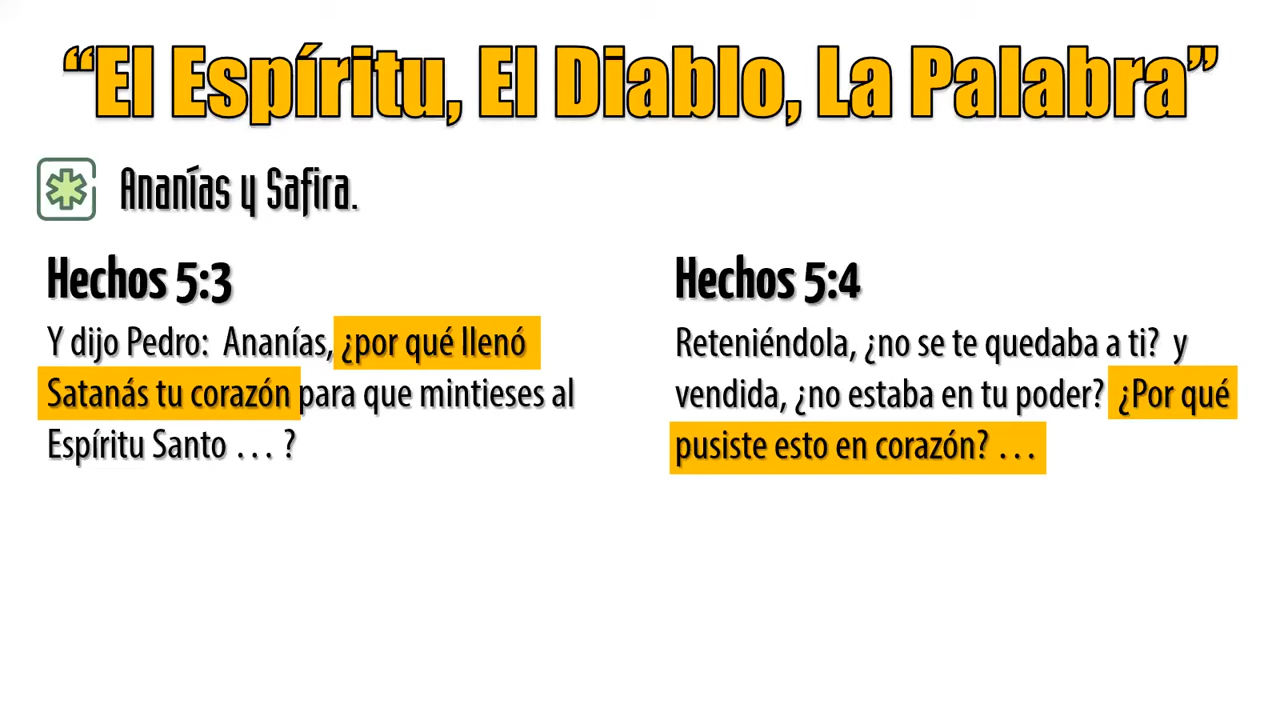 “El Espíritu, El Diablo, La Palabra”
Ananías y Safira.
Hechos 5:3
Y dijo Pedro: Ananías, ¿por qué llenó
Satanás tu corazón para que mintieses al
Espíritu Santo … ?
Hechos 5:4
Reteniéndola, ¿no se te quedaba a ti? y
vendida, ¿no estaba en tu poder? ¿Por qué
pusiste esto en corazón? …